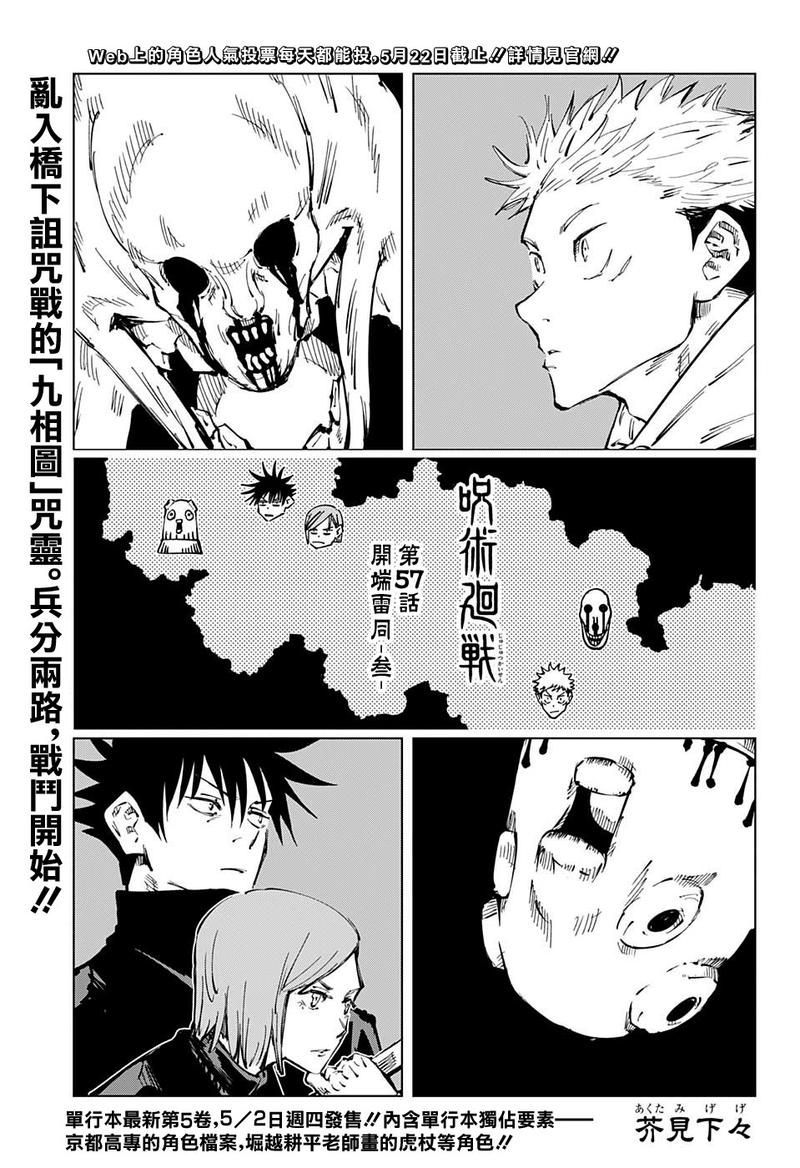 Web上的角色人氣投票每天都能投,5月22日截止!!詳情見官網!!
亂入橋下詛咒戰的「九相圖」咒靈。兵分兩路,戰鬥開始!!
呪術廻戦
じゅじゅつかいせん
第57話
開端雷同-叁-
單行本最新第5卷,5/2日週四發售!!內含單行本獨佔要素──
京都高專的角色檔案,堀越耕平老師畫的虎杖等角色!!
あくたみげげ
芥見下々